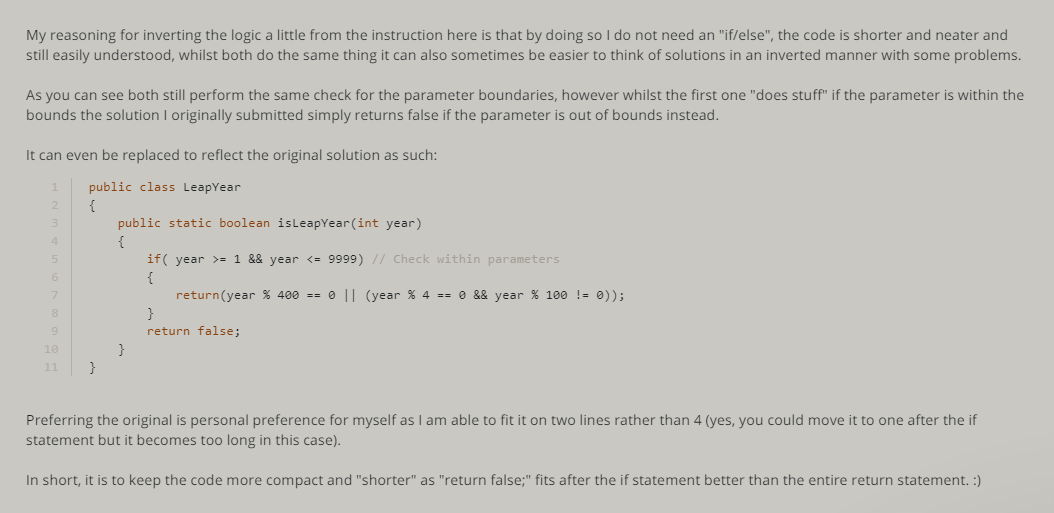 My reasoning for inverting the logic a little from the instruction here is that by doing so I do not need an "if/else", the code is shorter and neater and
still easily understood, whilst both do the same thing it can also sometimes be easier to think of solutions in an inverted manner with some problems.
As you can see both still perform the same check for the parameter boundaries, however whilst the first one "does stuff" if the parameter is within the
bounds the solution I originally submitted simply returns false if the parameter is out of bounds instead.
It can even be replaced to reflect the original solution as such:
1 public class LeapYear
2 {
3 public static boolean isLeapYear(int year)
4 {
5 if( year >= 1 && year <= 9999) // Check within parameters
6 {
7 return(year % 400 == 0 || (year % 4 == 0 && year % 100 != 0));
8 }
9 return false;
10 }
11 }
Preferring the original is personal preference for myself as I am able to fit it on two lines rather than 4 (yes, you could move it to one after the if
statement but it becomes too long in this case).
In short, it is to keep the code more compact and "shorter" as "return false;" fits after the if statement better than the entire return statement. :)